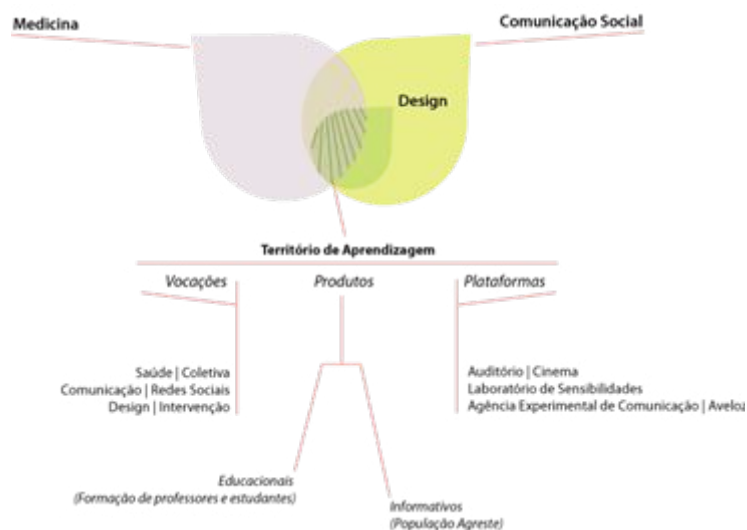 Medicina
Comunicação Social
Design
Território de Aprendizagem
Vocações
Produtos
Plataformas
Saúde | Coletiva
Comunicação | Redes Sociais
Design | Intervenção
Auditório | Cinema
Laboratório de Sensibilidades
Agência Experimental de Comunicação | Aveloz
Educacionais
(Formação de professores e estudantes)
Informativos
(População Agreste)